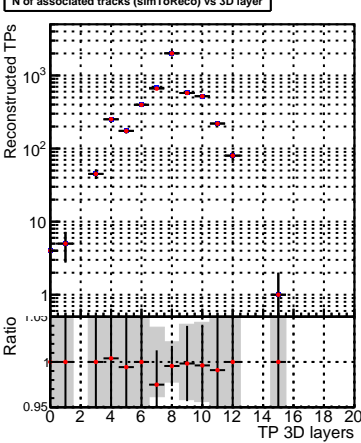 N of associated tracks (simToReco) vs 3D layer
Reconstructed TPs
10³
10²
10
1
Ratio
1.05
1
0.95
0 2 4 6 8 10 12 14 16 18 20
TP 3D layers